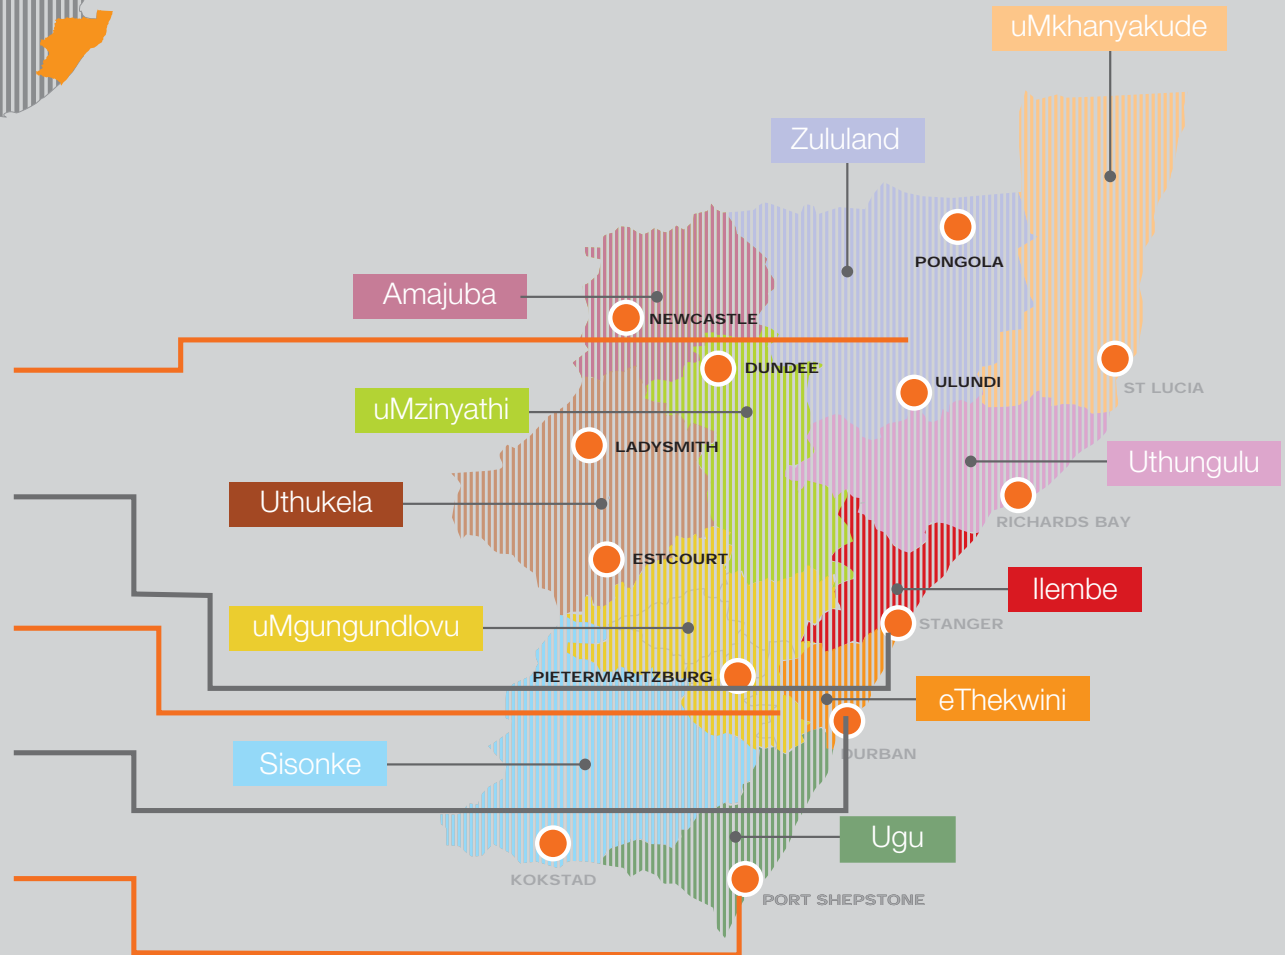 uMkhanyakude
Zululand
PONGOLA
Amajuba
NEWCASTLE
DUNDEE
ULUNDI
ST LUCIA
uMzinyathi
LADYSMITH
Uthungulu
Uthukela
RICHARDS BAY
ESTCOURT
Ilembe
uMgungundlovu
STANGER
PIETERMARITZBURG
eThekwini
DURBAN
Sisonke
Ugu
KOKSTAD
PORT SHEPSTONE